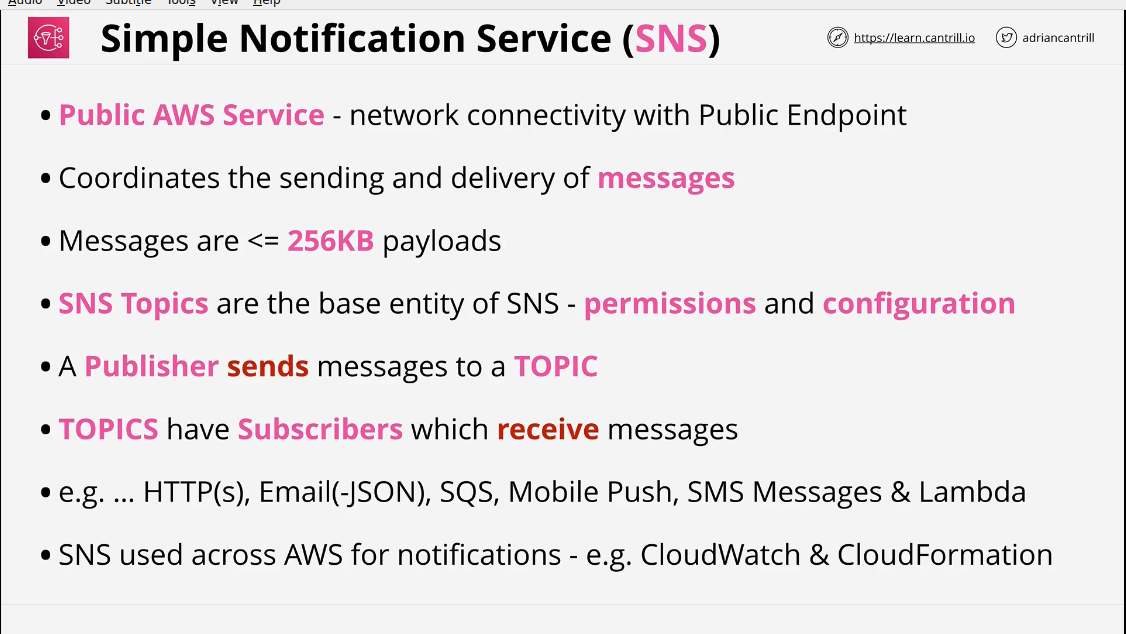 Audio Video Subtitle Tools View Help
Simple Notification Service (SNS)
https://learn.cantrill.io
adriancantrill
• Public AWS Service - network connectivity with Public Endpoint
• Coordinates the sending and delivery of messages
• Messages are <= 256KB payloads
• SNS Topics are the base entity of SNS - permissions and configuration
• A Publisher sends messages to a TOPIC
• TOPICS have Subscribers which receive messages
• e.g. ... HTTP(s), Email(-JSON), SQS, Mobile Push, SMS Messages & Lambda
• SNS used across AWS for notifications - e.g. CloudWatch & CloudFormation